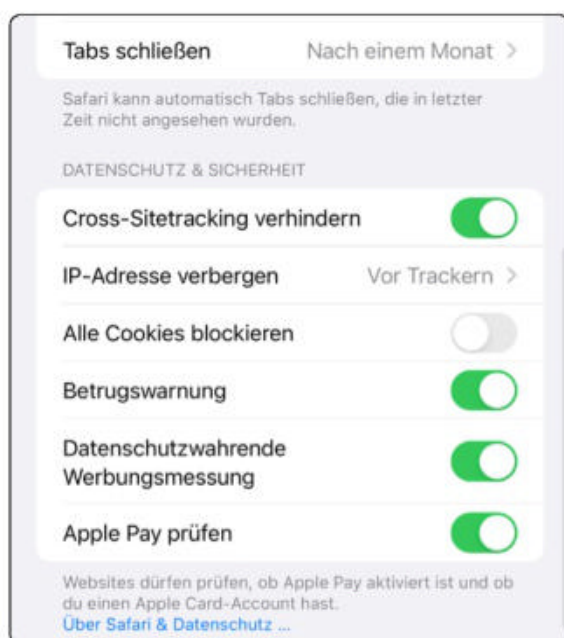 Tabs schließen Nach einem Monat >
Safari kann automatisch Tabs schließen, die in letzter
Zeit nicht angesehen wurden.
DATENSCHUTZ & SICHERHEIT
Cross-Sitetracking verhindern
IP-Adresse verbergen Vor Trackern >
Alle Cookies blockieren
Betrugswarnung
Datenschutzwahrende
Werbungsmessung
Apple Pay prüfen
Websites dürfen prüfen, ob Apple Pay aktiviert ist und ob
du einen Apple Card-Account hast.
Über Safari & Datenschutz ...